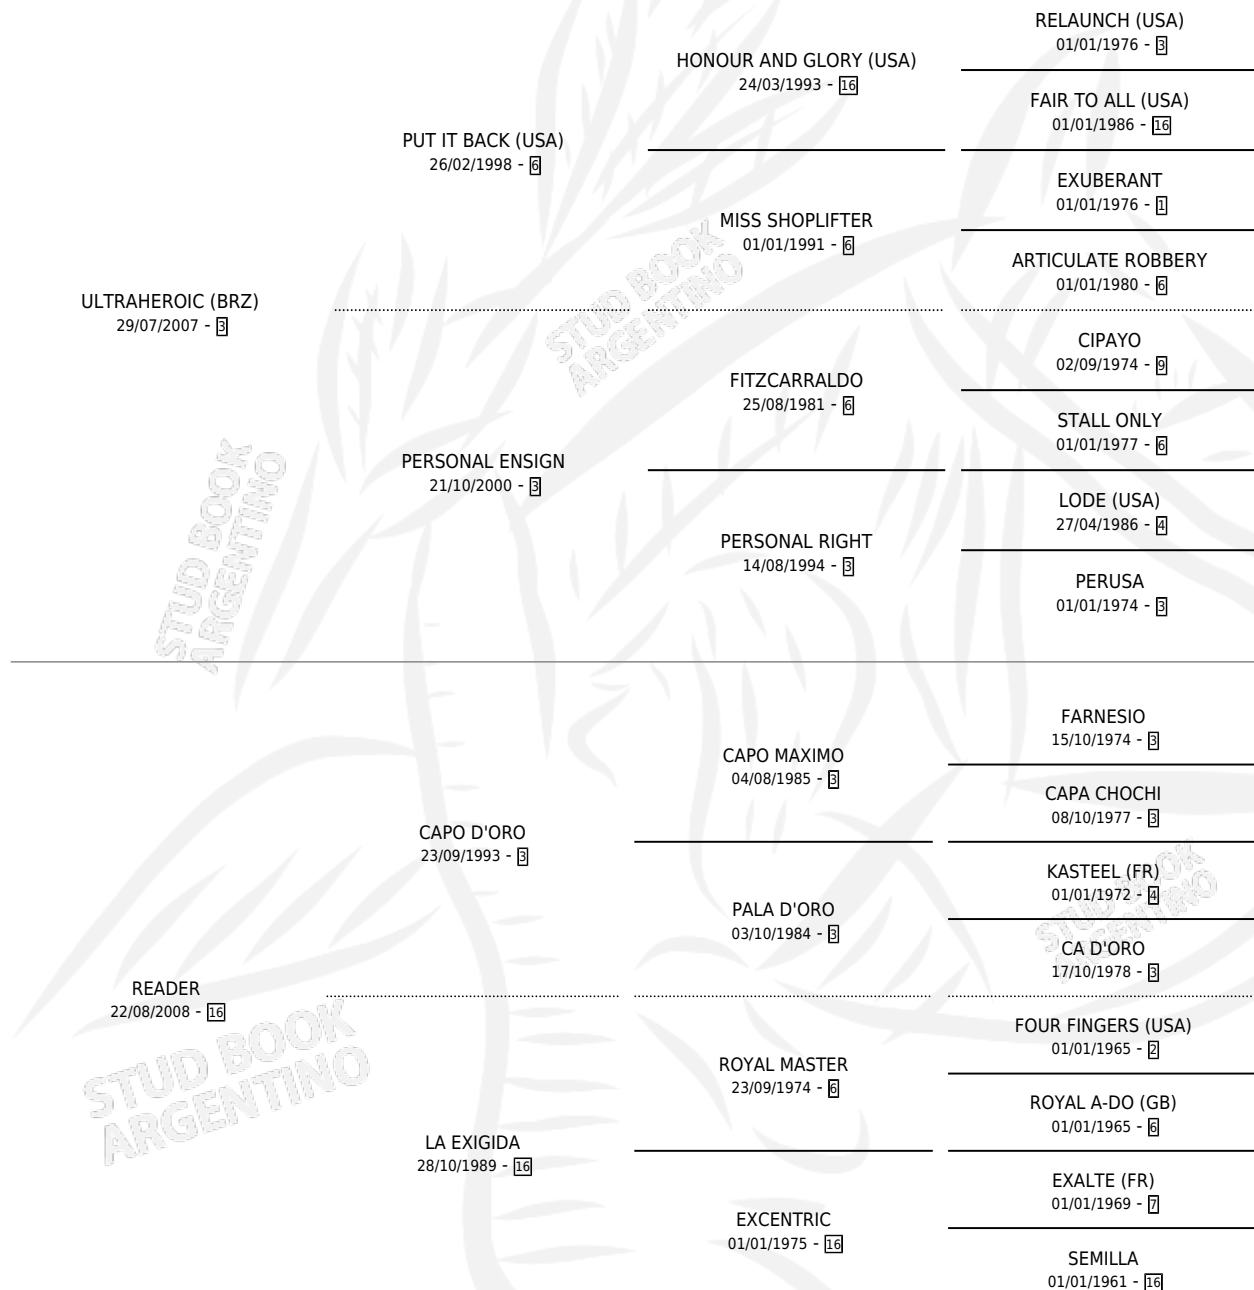 RELAUNCH (USA)
01/01/1976 - 3
HONOUR AND GLORY (USA)
24/03/1993 - 16
FAIR TO ALL (USA)
01/01/1986 - 16
PUT IT BACK (USA)
26/02/1998 - 6
EXUBERANT
01/01/1976 - 1
MISS SHOPLIFTER
01/01/1991 - 6
ARTICULATE ROBBERY
01/01/1980 - 6
ULTRAHEROIC (BRZ)
29/07/2007 - 3
CIPAYO
02/09/1974 - 9
FITZCARRALDO
25/08/1981 - 6
STALL ONLY
01/01/1977 - 6
PERSONAL ENSIGN
21/10/2000 - 3
LODE (USA)
27/04/1986 - 4
PERSONAL RIGHT
14/08/1994 - 3
PERUSA
01/01/1974 - 3
FARNESIO
15/10/1974 - 3
CAPO MAXIMO
04/08/1985 - 3
CAPA CHOCHI
08/10/1977 - 3
CAPO D'ORO
23/09/1993 - 3
KASTEEL (FR)
01/01/1972 - 4
PALA D'ORO
03/10/1984 - 3
CA D'ORO
17/10/1978 - 3
READER
22/08/2008 - 16
FOUR FINGERS (USA)
01/01/1965 - 2
ROYAL MASTER
23/09/1974 - 6
ROYAL A-DO (GB)
01/01/1965 - 6
LA EXIGIDA
28/10/1989 - 16
EXALTE (FR)
01/01/1969 - 7
EXCENTRIC
01/01/1975 - 16
SEMILLA
01/01/1961 - 16
STUD BOOK
ARGENTINO
STUD BOOK
ARGENTINO
STUD BOOK
ARGENTINO
STUD BOOK
ARGENTINO